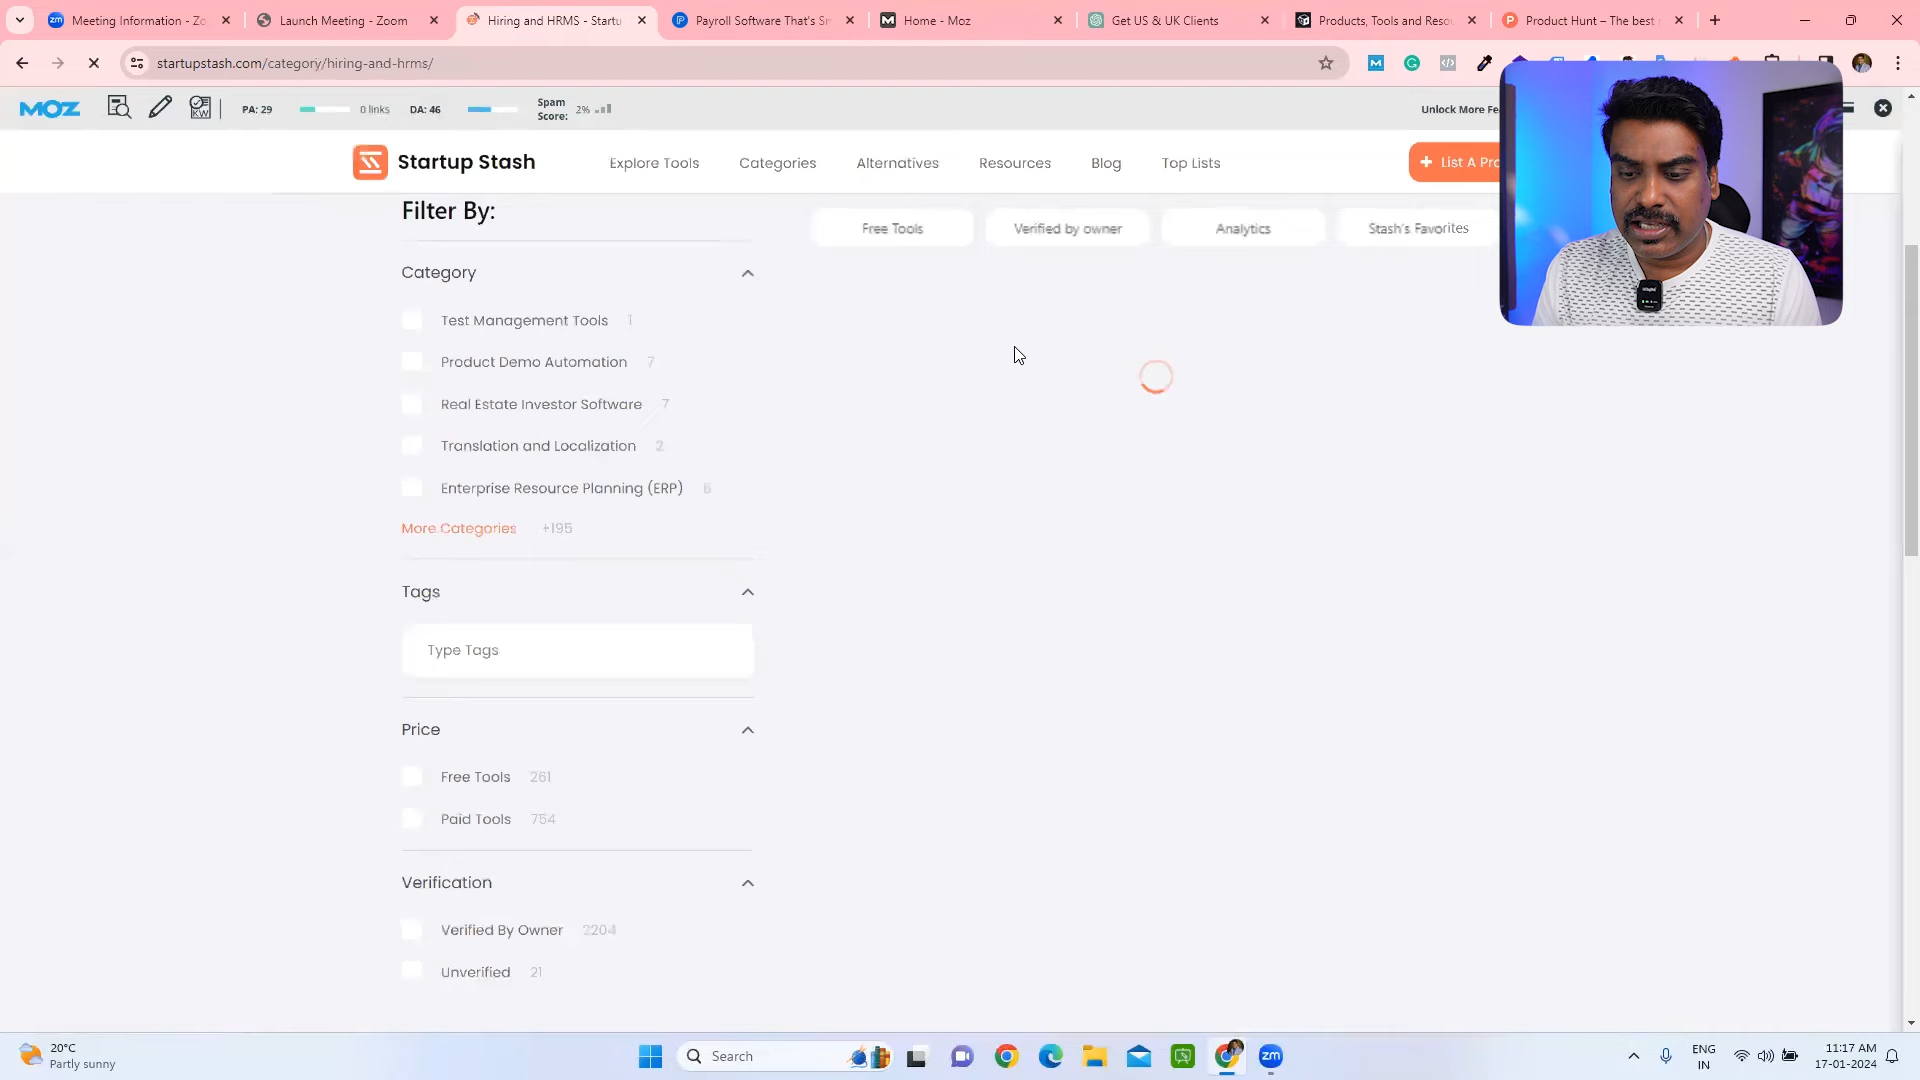 Meeting Information - Zo
Launch Meeting - Zoom
Hiring and HRMS - Startu
Payroll Software That's Sm
Home - Moz
Get US & UK Clients
Products, Tools and Resou
Product Hunt – The best
startupstash.com/category/hiring-and-hrms/
MOZ
PA: 29
0 links
DA: 46
Spam Score: 2%
Unlock More Fe
Startup Stash
Explore Tools
Categories
Alternatives
Resources
Blog
Top Lists
+ List A Pro
Filter By:
Free Tools
Verified by owner
Analytics
Stash's Favorites
Category
Test Management Tools 1
Product Demo Automation 7
Real Estate Investor Software 7
Translation and Localization 2
Enterprise Resource Planning (ERP) 6
More Categories +195
Tags
Type Tags
Price
Free Tools 261
Paid Tools 754
Verification
Verified By Owner 2204
Unverified 21
20°C
Partly sunny
Search
zm
ENG
IN
11:17 AM
17-01-2024